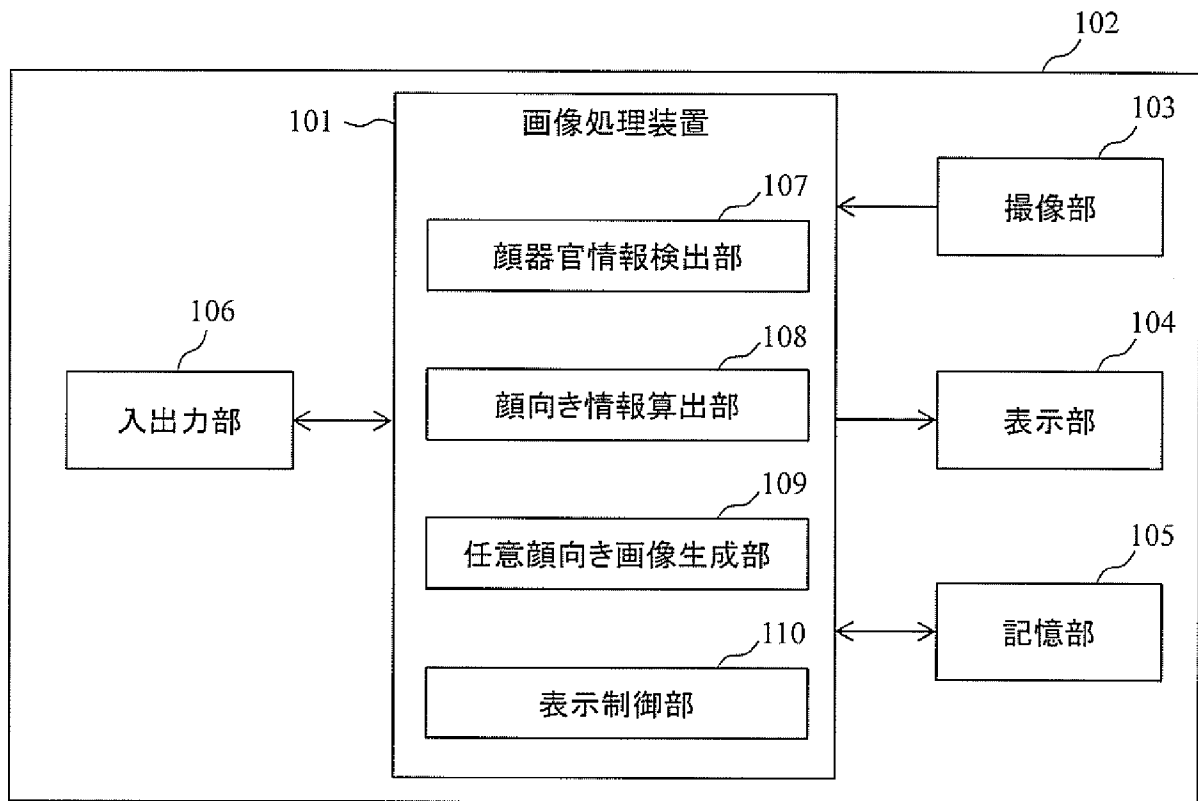 102
101
画像処理装置
103
撮像部
107
顔器官情報検出部
106
入出力部
108
顔向き情報算出部
104
表示部
109
任意顔向き画像生成部
105
記憶部
110
表示制御部